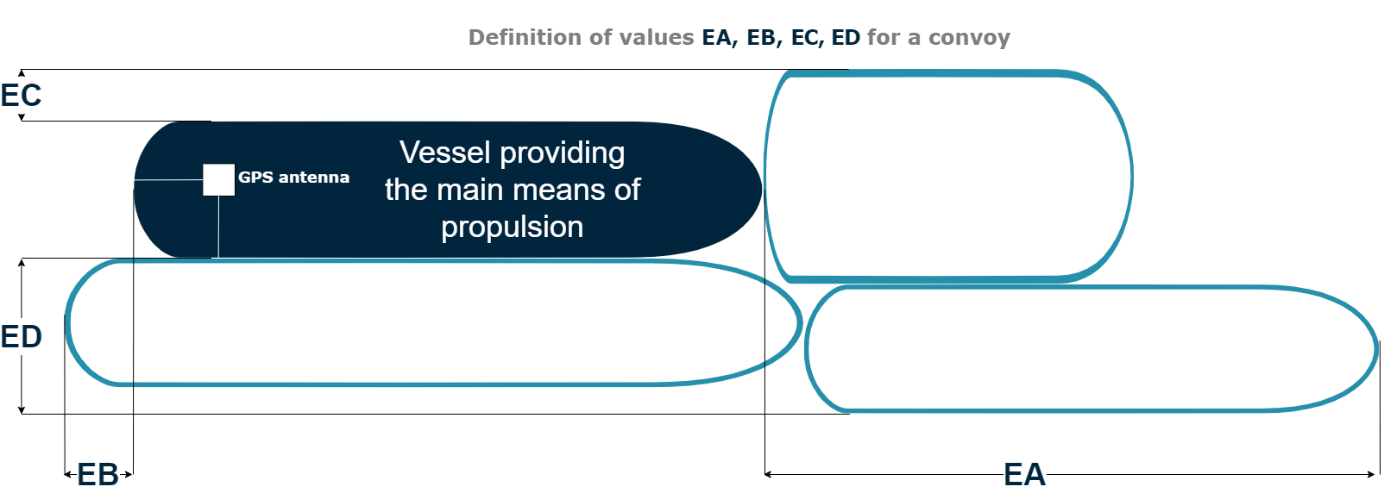 Definition of values EA, EB, EC, ED for a convoy
EC
Vessel providing
the main means of
propulsion
GPS antenna
ED
EB
EA